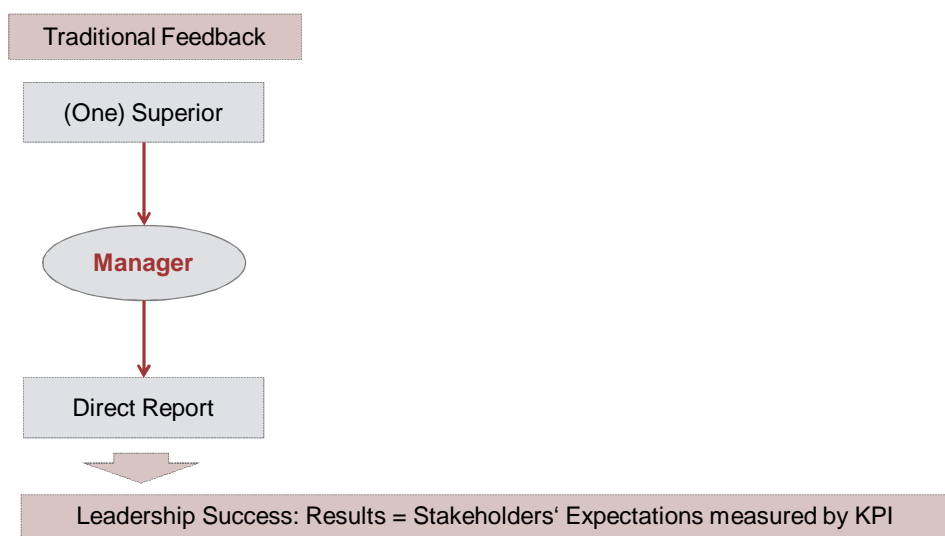 Traditional Feedback
(One) Superior
Manager
Direct Report
Leadership Success: Results = Stakeholders‘ Expectations measured by KPI